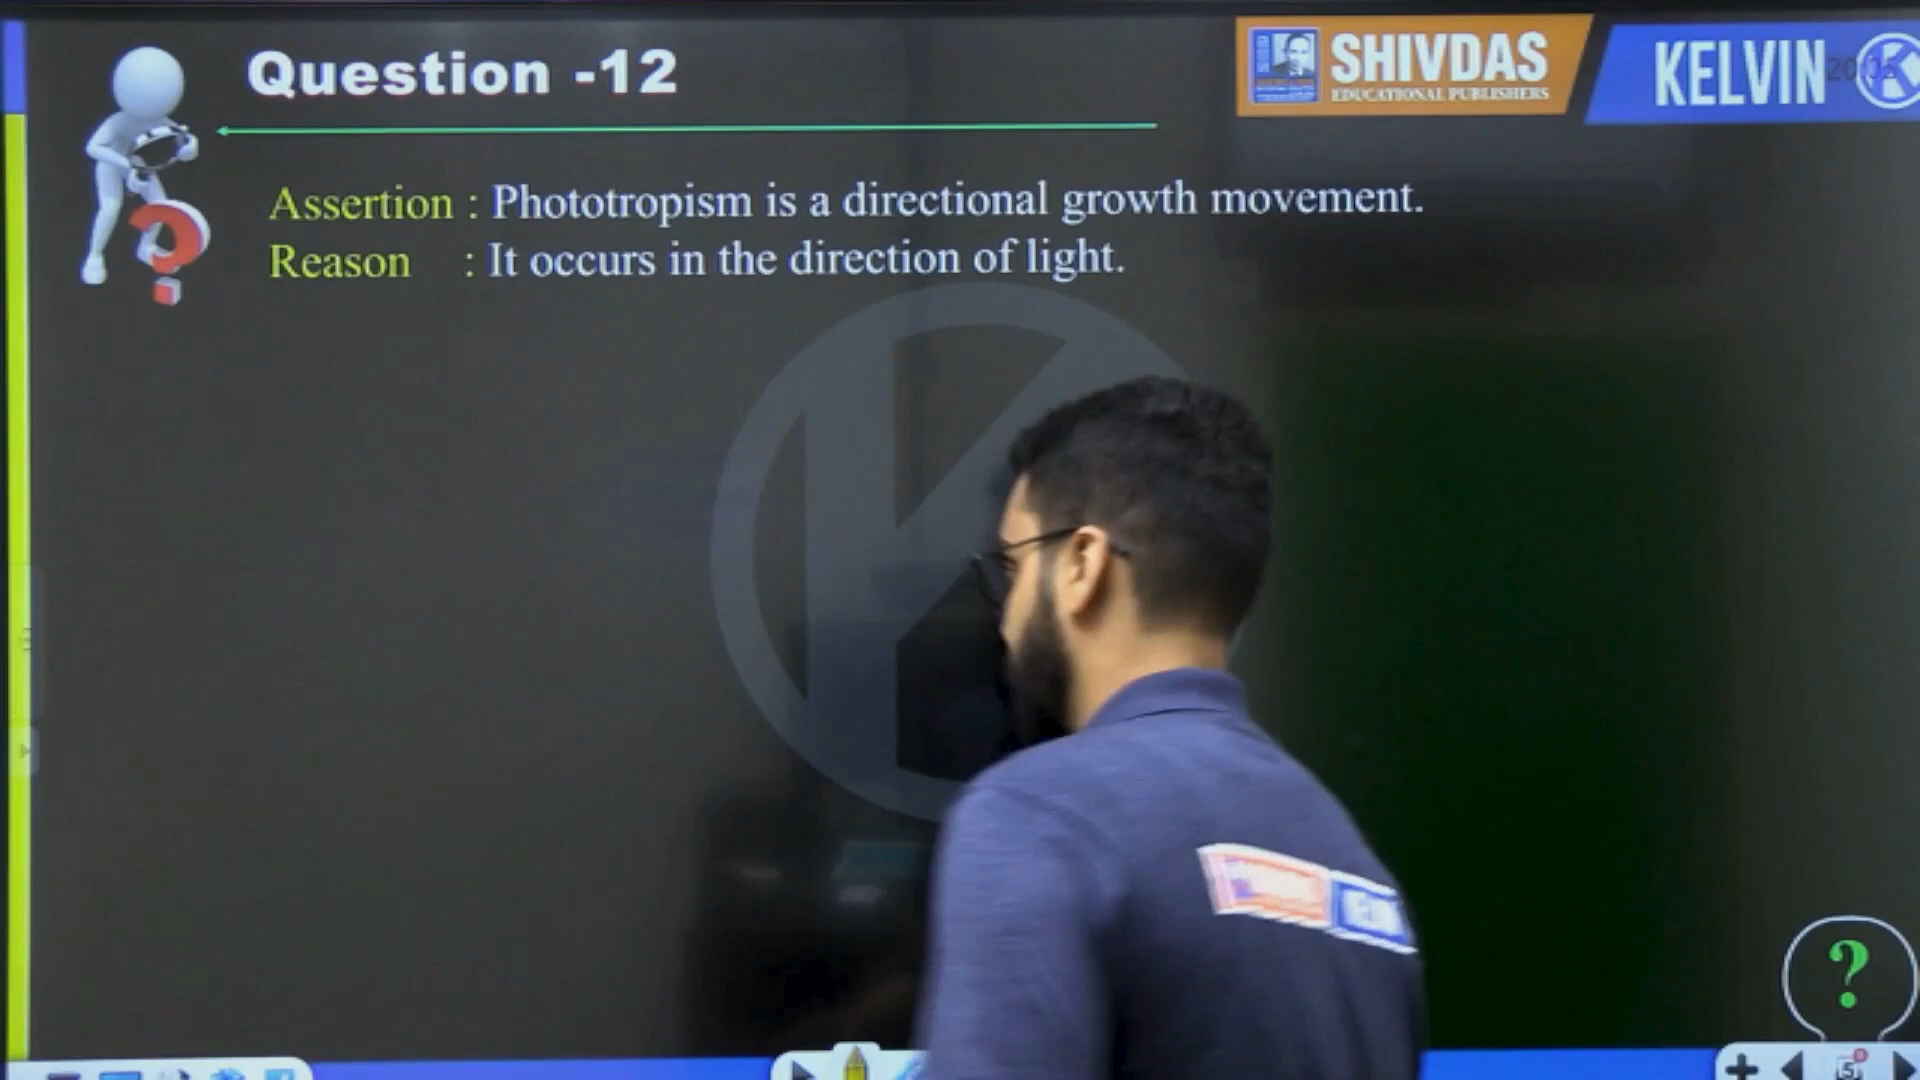 Question -12
SHIVDAS
EDUCATIONAL PUBLISHERS
KELVIN
Assertion : Phototropism is a directional growth movement.
Reason : It occurs in the direction of light.
?